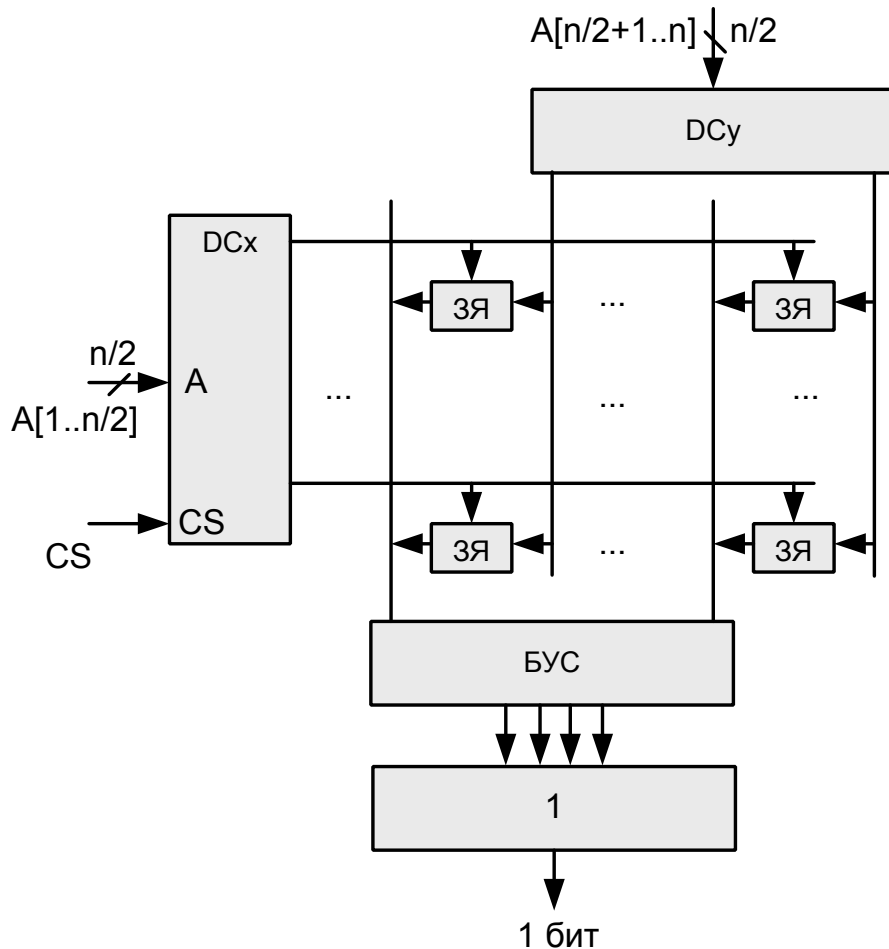 A[n/2+1..n] n/2
DCy
DCx
ЗЯ ... ЗЯ
n/2
A
A[1..n/2]
... ... ...
CS
CS
ЗЯ ... ЗЯ
БУС
1
1 бит